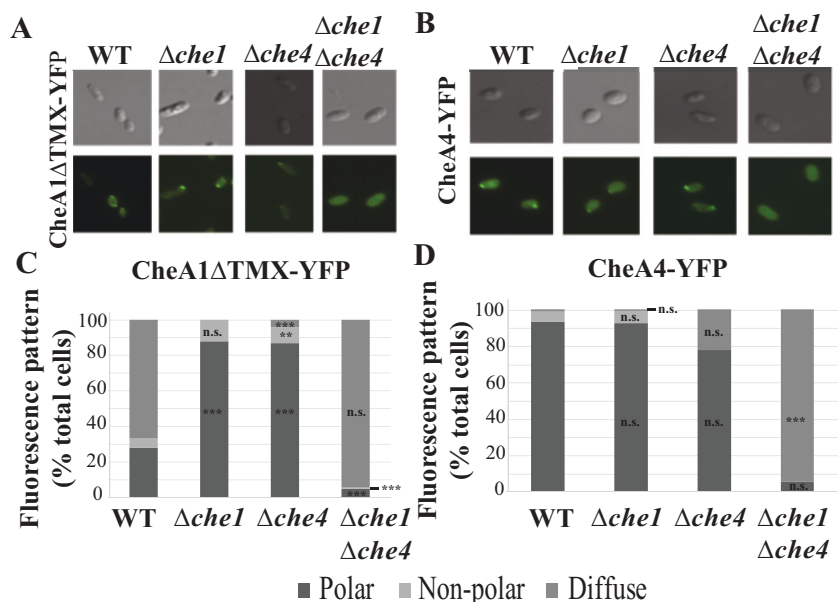 A
WT
Δche1
Δche4
Δche1
Δche4
CheA1ΔTMX-YFP
B
WT
Δche1
Δche4
Δche1
Δche4
CheA4-YFP
C
CheA1ΔTMX-YFP
Fluorescence pattern
(% total cells)
100
80
60
40
20
0
n.s.
***
***
**
***
n.s.
***
***
WT
Δche1
Δche4
Δche1
Δche4
D
CheA4-YFP
Fluorescence pattern
(% total cells)
100
80
60
40
20
0
n.s.
n.s.
n.s.
n.s.
n.s.
***
n.s.
WT
Δche1
Δche4
Δche1
Δche4
Polar Non-polar Diffuse